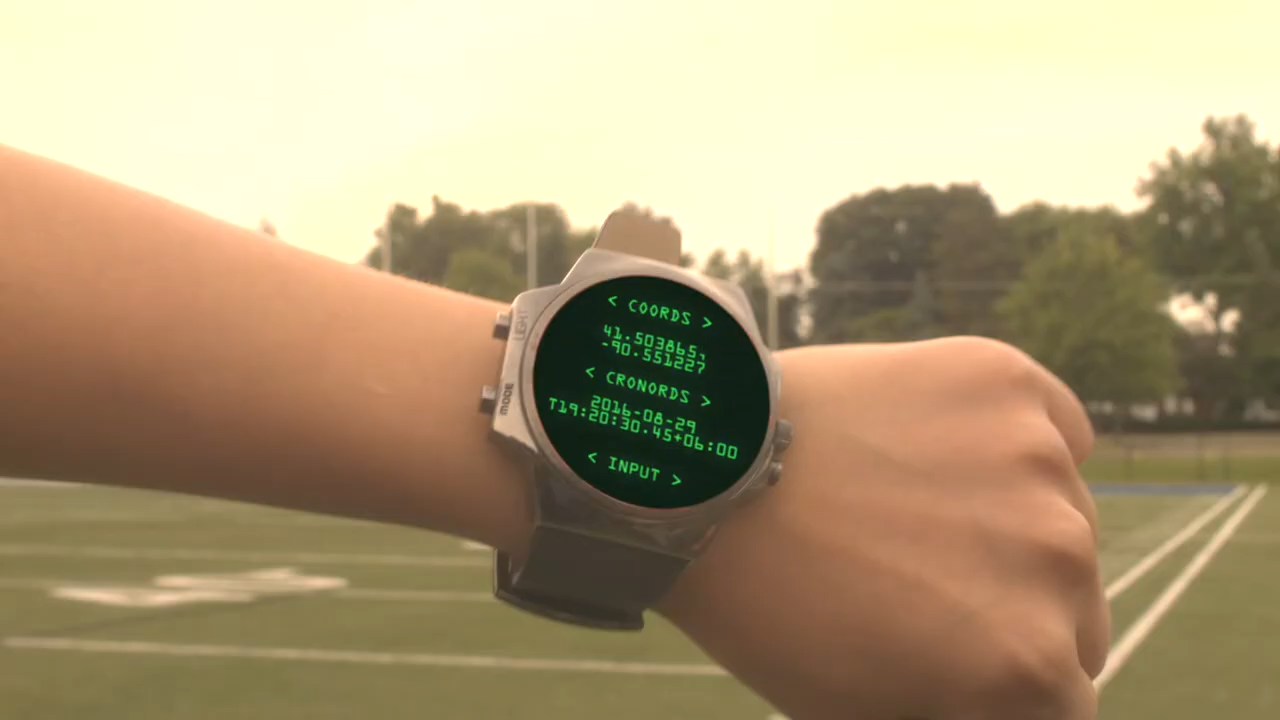 LIGHT
MODE
< COORDS >
41.503865,
-90.551227
< CRONORDS >
2016-08-29
T19:20:30.45+06:00
< INPUT >